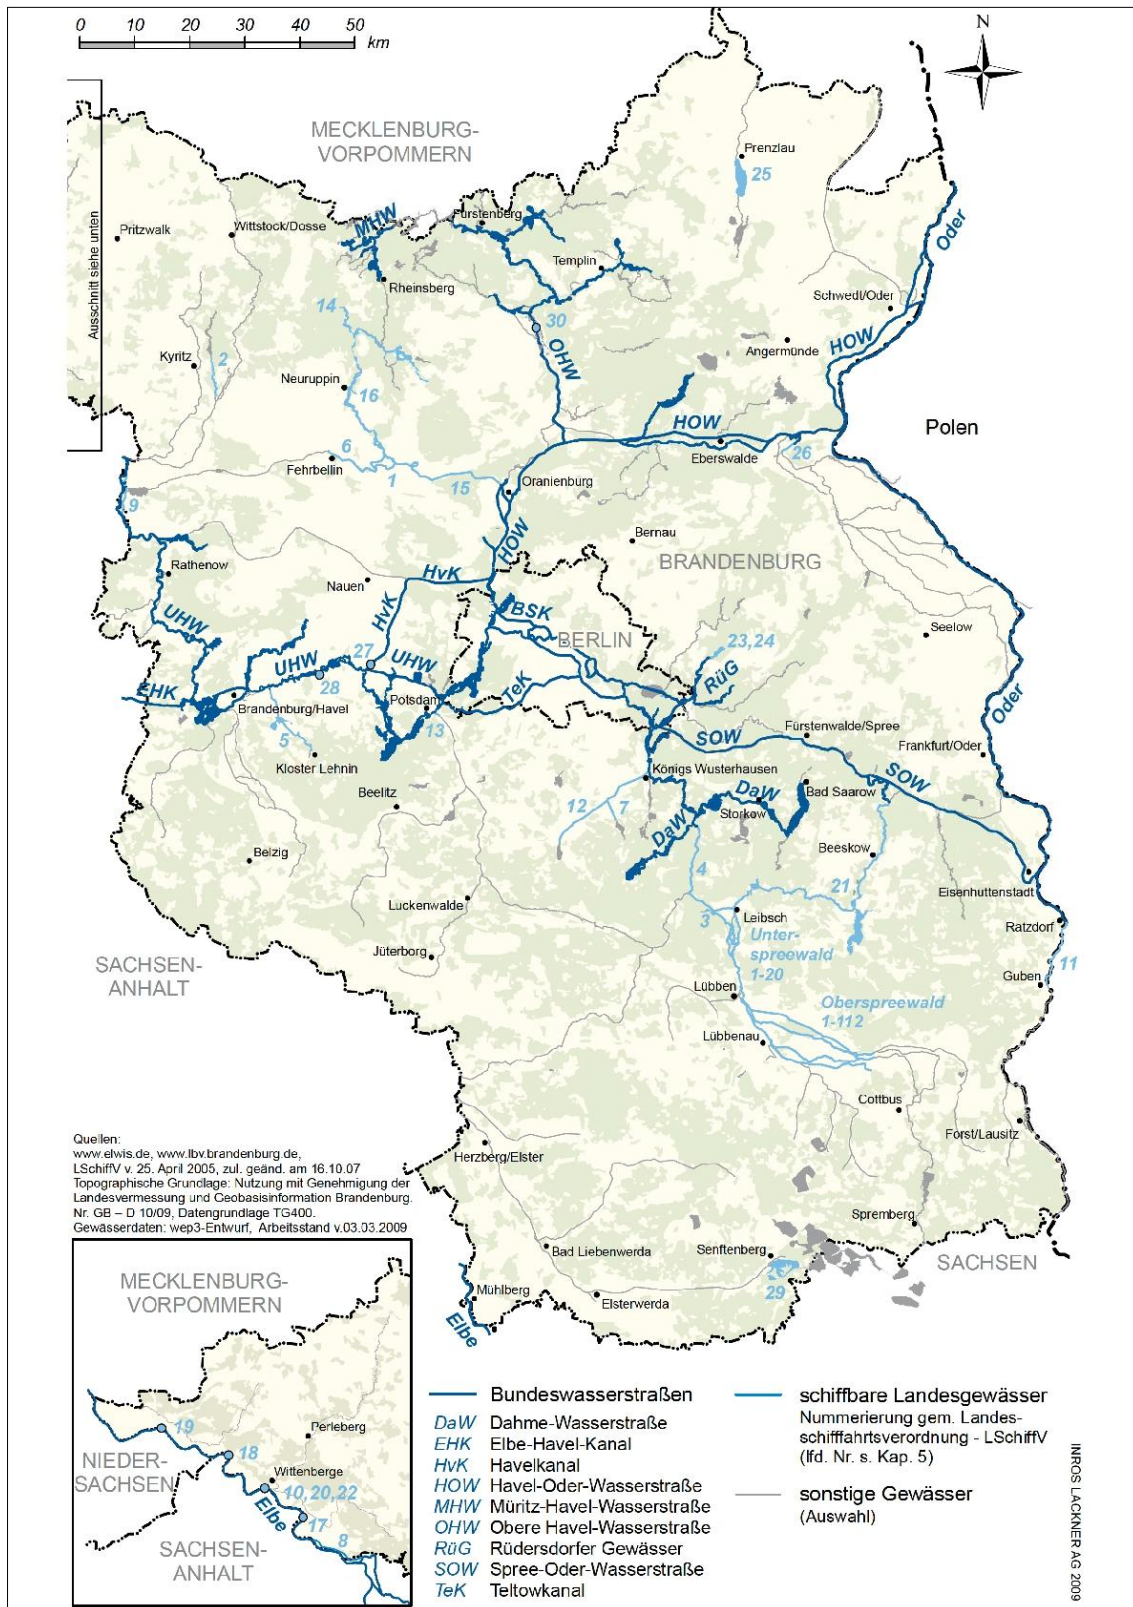 0 10 20 30 40 50
km
N
Ausschnitt siehe unten
MECKLENBURG-
VORPOMMERN
Prenzlau
25
Pritzwalk
Wittstock/Dosse
MHW
Fürstenberg
Oder
Templin
Rheinsberg
Schwedt/Oder
14
30
HOW
Kyritz
2
OHW
Angermünde
Neuruppin
16
HOW
Polen
6
Fehrbellin
1
Eberswalde
26
15
Oranienburg
9
HOW
Bernau
BRANDENBURG
Rathenow
Nauen
HvK
HvK
BSK
UHW
BERLIN
Seelow
23,24
27
UHW
UHW
RüG
EHK
28
TeK
Potsdam
Brandenburg/Havel
13
Oder
5
Fürstenwalde/Spree
SOW
Frankfurt/Oder
Kloster Lehnin
Königs Wusterhausen
SOW
Beelitz
DaW
Bad Saarow
12
7
Storkow
DaW
Belzig
Beeskow
4
21
Eisenhuttenstadt
Luckenwalde
3
Leibsch
Ratzdorf
Unter-
spreewald
1-20
Jüterborg
SACHSEN-
ANHALT
11
Guben
Lübben
Oberspreewald
1-112
Lübbenau
Cottbus
Forst/Lausitz
Herzberg/Elster
Quellen:
www.elwis.de, www.lbv.brandenburg.de,
LSchiffV v. 25. April 2005, zul. geänd. am 16.10.07
Topographische Grundlage: Nutzung mit Genehmigung der
Landesvermessung und Geobasisinformation Brandenburg.
Nr. GB – D 10/09, Datengrundlage TG400.
Gewässerdaten: wep3-Entwurf, Arbeitsstand v.03.03.2009
Spremberg
Bad Liebenwerda
Senftenberg
SACHSEN
29
Mühlberg
Elsterwerda
Elbe
MECKLENBURG-
VORPOMMERN
19
Perleberg
NIEDER-
SACHSEN
18
Wittenberge
10,20,22
Elbe
17
8
SACHSEN-
ANHALT
Bundeswasserstraßen
DaW Dahme-Wasserstraße
EHK Elbe-Havel-Kanal
HvK Havelkanal
HOW Havel-Oder-Wasserstraße
MHW Müritz-Havel-Wasserstraße
OHW Obere Havel-Wasserstraße
RüG Rüdersdorfer Gewässer
SOW Spree-Oder-Wasserstraße
TeK Teltowkanal
schiffbare Landesgewässer
Nummerierung gem. Landes-
schifffahrtsverordnung - LSchiffV
(lfd. Nr. s. Kap. 5)
sonstige Gewässer
(Auswahl)
INROS LACKNER AG 2009